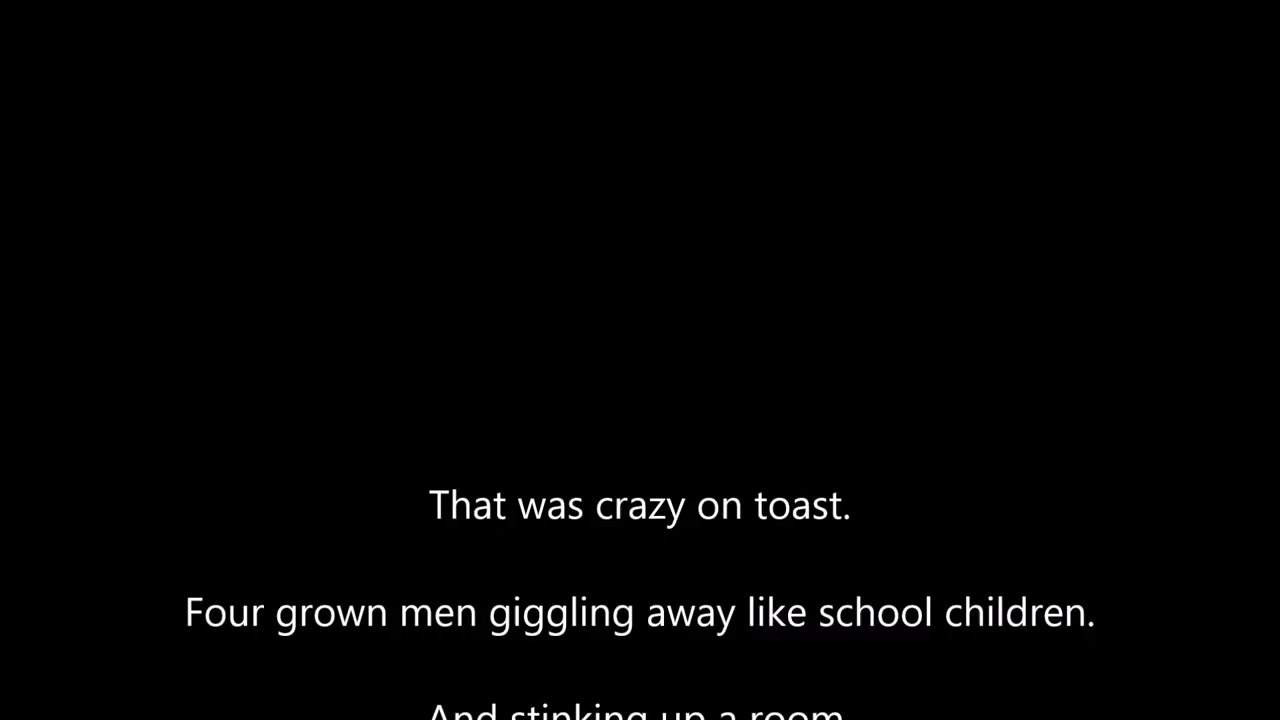 That was crazy on toast.
Four grown men giggling away like school children.
And stinking up a room.